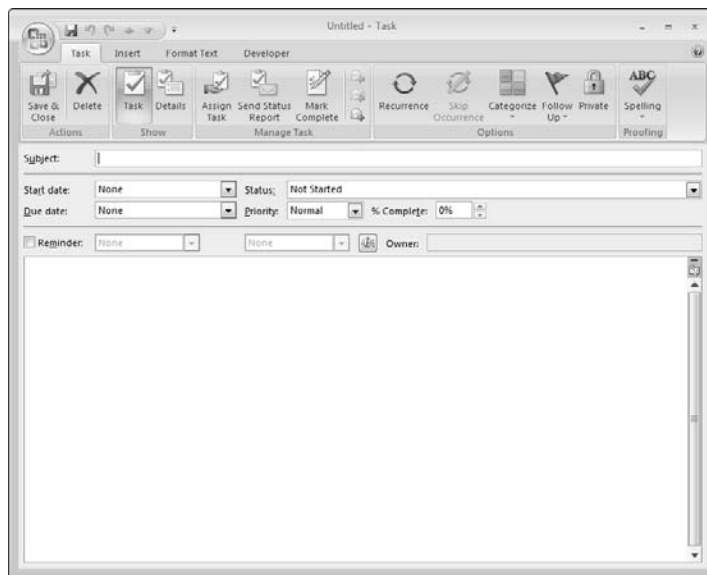 Untitled - Task
Task Insert Format Text Developer
Save & Close Delete Task Details Assign Task Send Status Report Mark Complete Recurrence Skip Occurrence Categorize Follow Up Private ABC Spelling
Actions Show Manage Task Options Proofing
Subject:
Start date: None Status: Not Started
Due date: None Priority: Normal % Complete: 0%
Reminder: None None Owner: